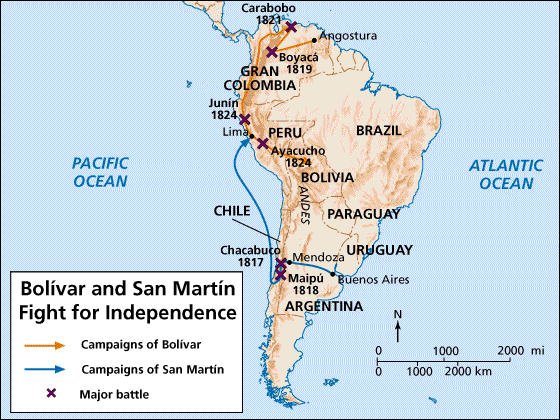 Carabobo
1821
Angostura
Boyacá
1819
GRAN
COLOMBIA
Junín
1824
Lima
PERU
BRAZIL
Ayacucho
1824
PACIFIC
OCEAN
ATLANTIC
OCEAN
BOLIVIA
ANDES
CHILE
PARAGUAY
Chacabuco
1817
Mendoza
URUGUAY
Maipú
1818
Buenos Aires
ARGENTINA
Bolívar and San Martín
Fight for Independence
Campaigns of Bolívar
Campaigns of San Martín
Major battle
N
0 1000 2000 mi
0 1000 2000 km